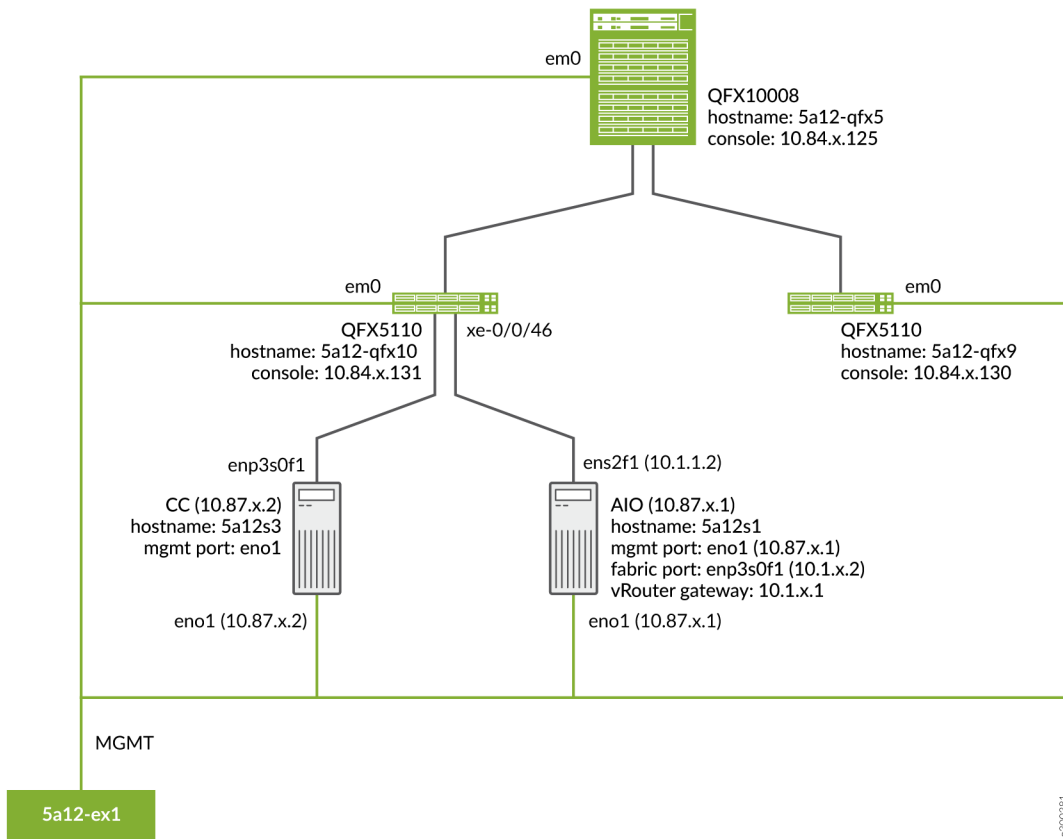 em0
QFX10008
hostname: 5a12-qfx5
console: 10.84.x.125
em0
em0
QFX5110
hostname: 5a12-qfx10
console: 10.84.x.131
xe-0/0/46
QFX5110
hostname: 5a12-qfx9
console: 10.84.x.130
enp3s0f1
ens2f1 (10.1.1.2)
CC (10.87.x.2)
hostname: 5a12s3
mgmt port: eno1
AIO (10.87.x.1)
hostname: 5a12s1
mgmt port: eno1 (10.87.x.1)
fabric port: enp3s0f1 (10.1.x.2)
vRouter gateway: 10.1.x.1
eno1 (10.87.x.2)
eno1 (10.87.x.1)
MGMT
5a12-ex1